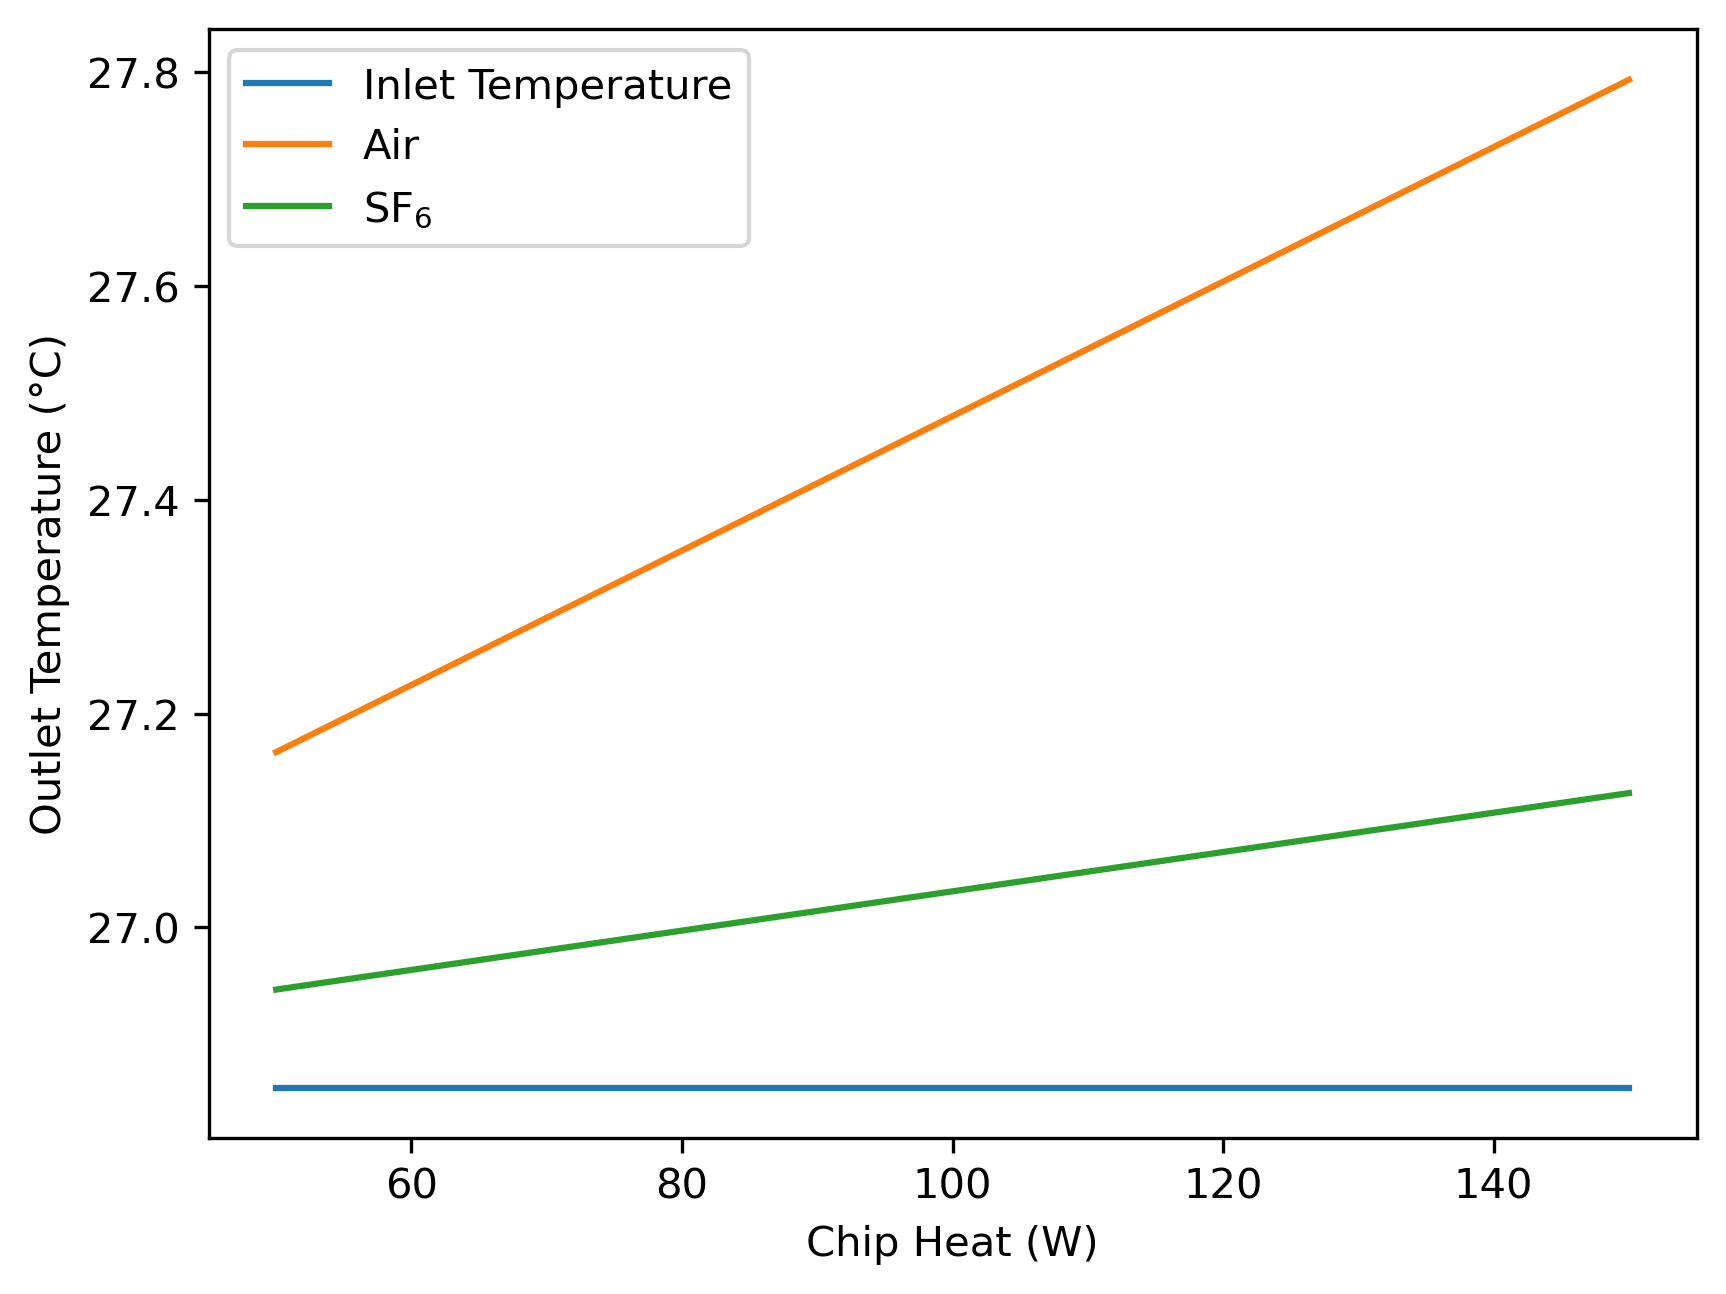 Inlet Temperature
Air
SF₆
27.8
27.6
27.4
27.2
27.0
Outlet Temperature (°C)
60 80 100 120 140
Chip Heat (W)